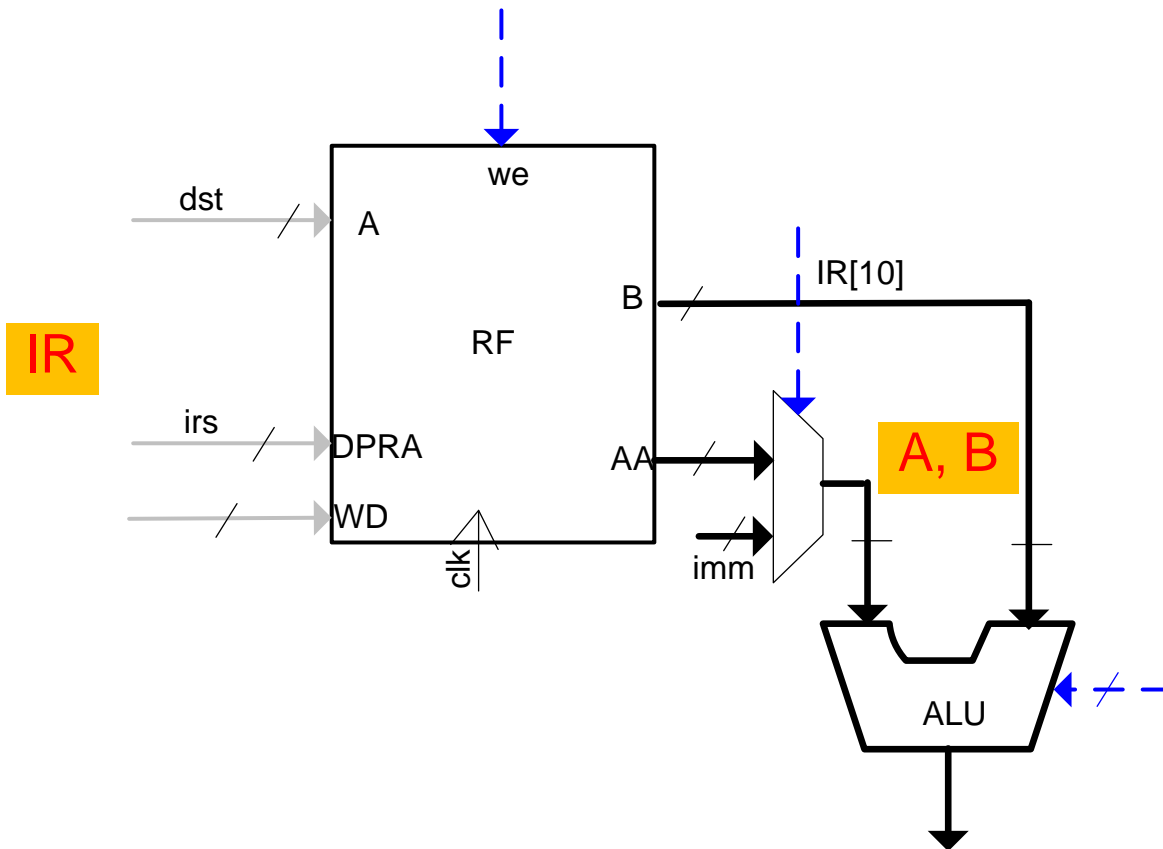 we
dst
A
IR[10]
B
RF
IR
irs
DPRA
AA
A, B
WD
clk
imm
ALU